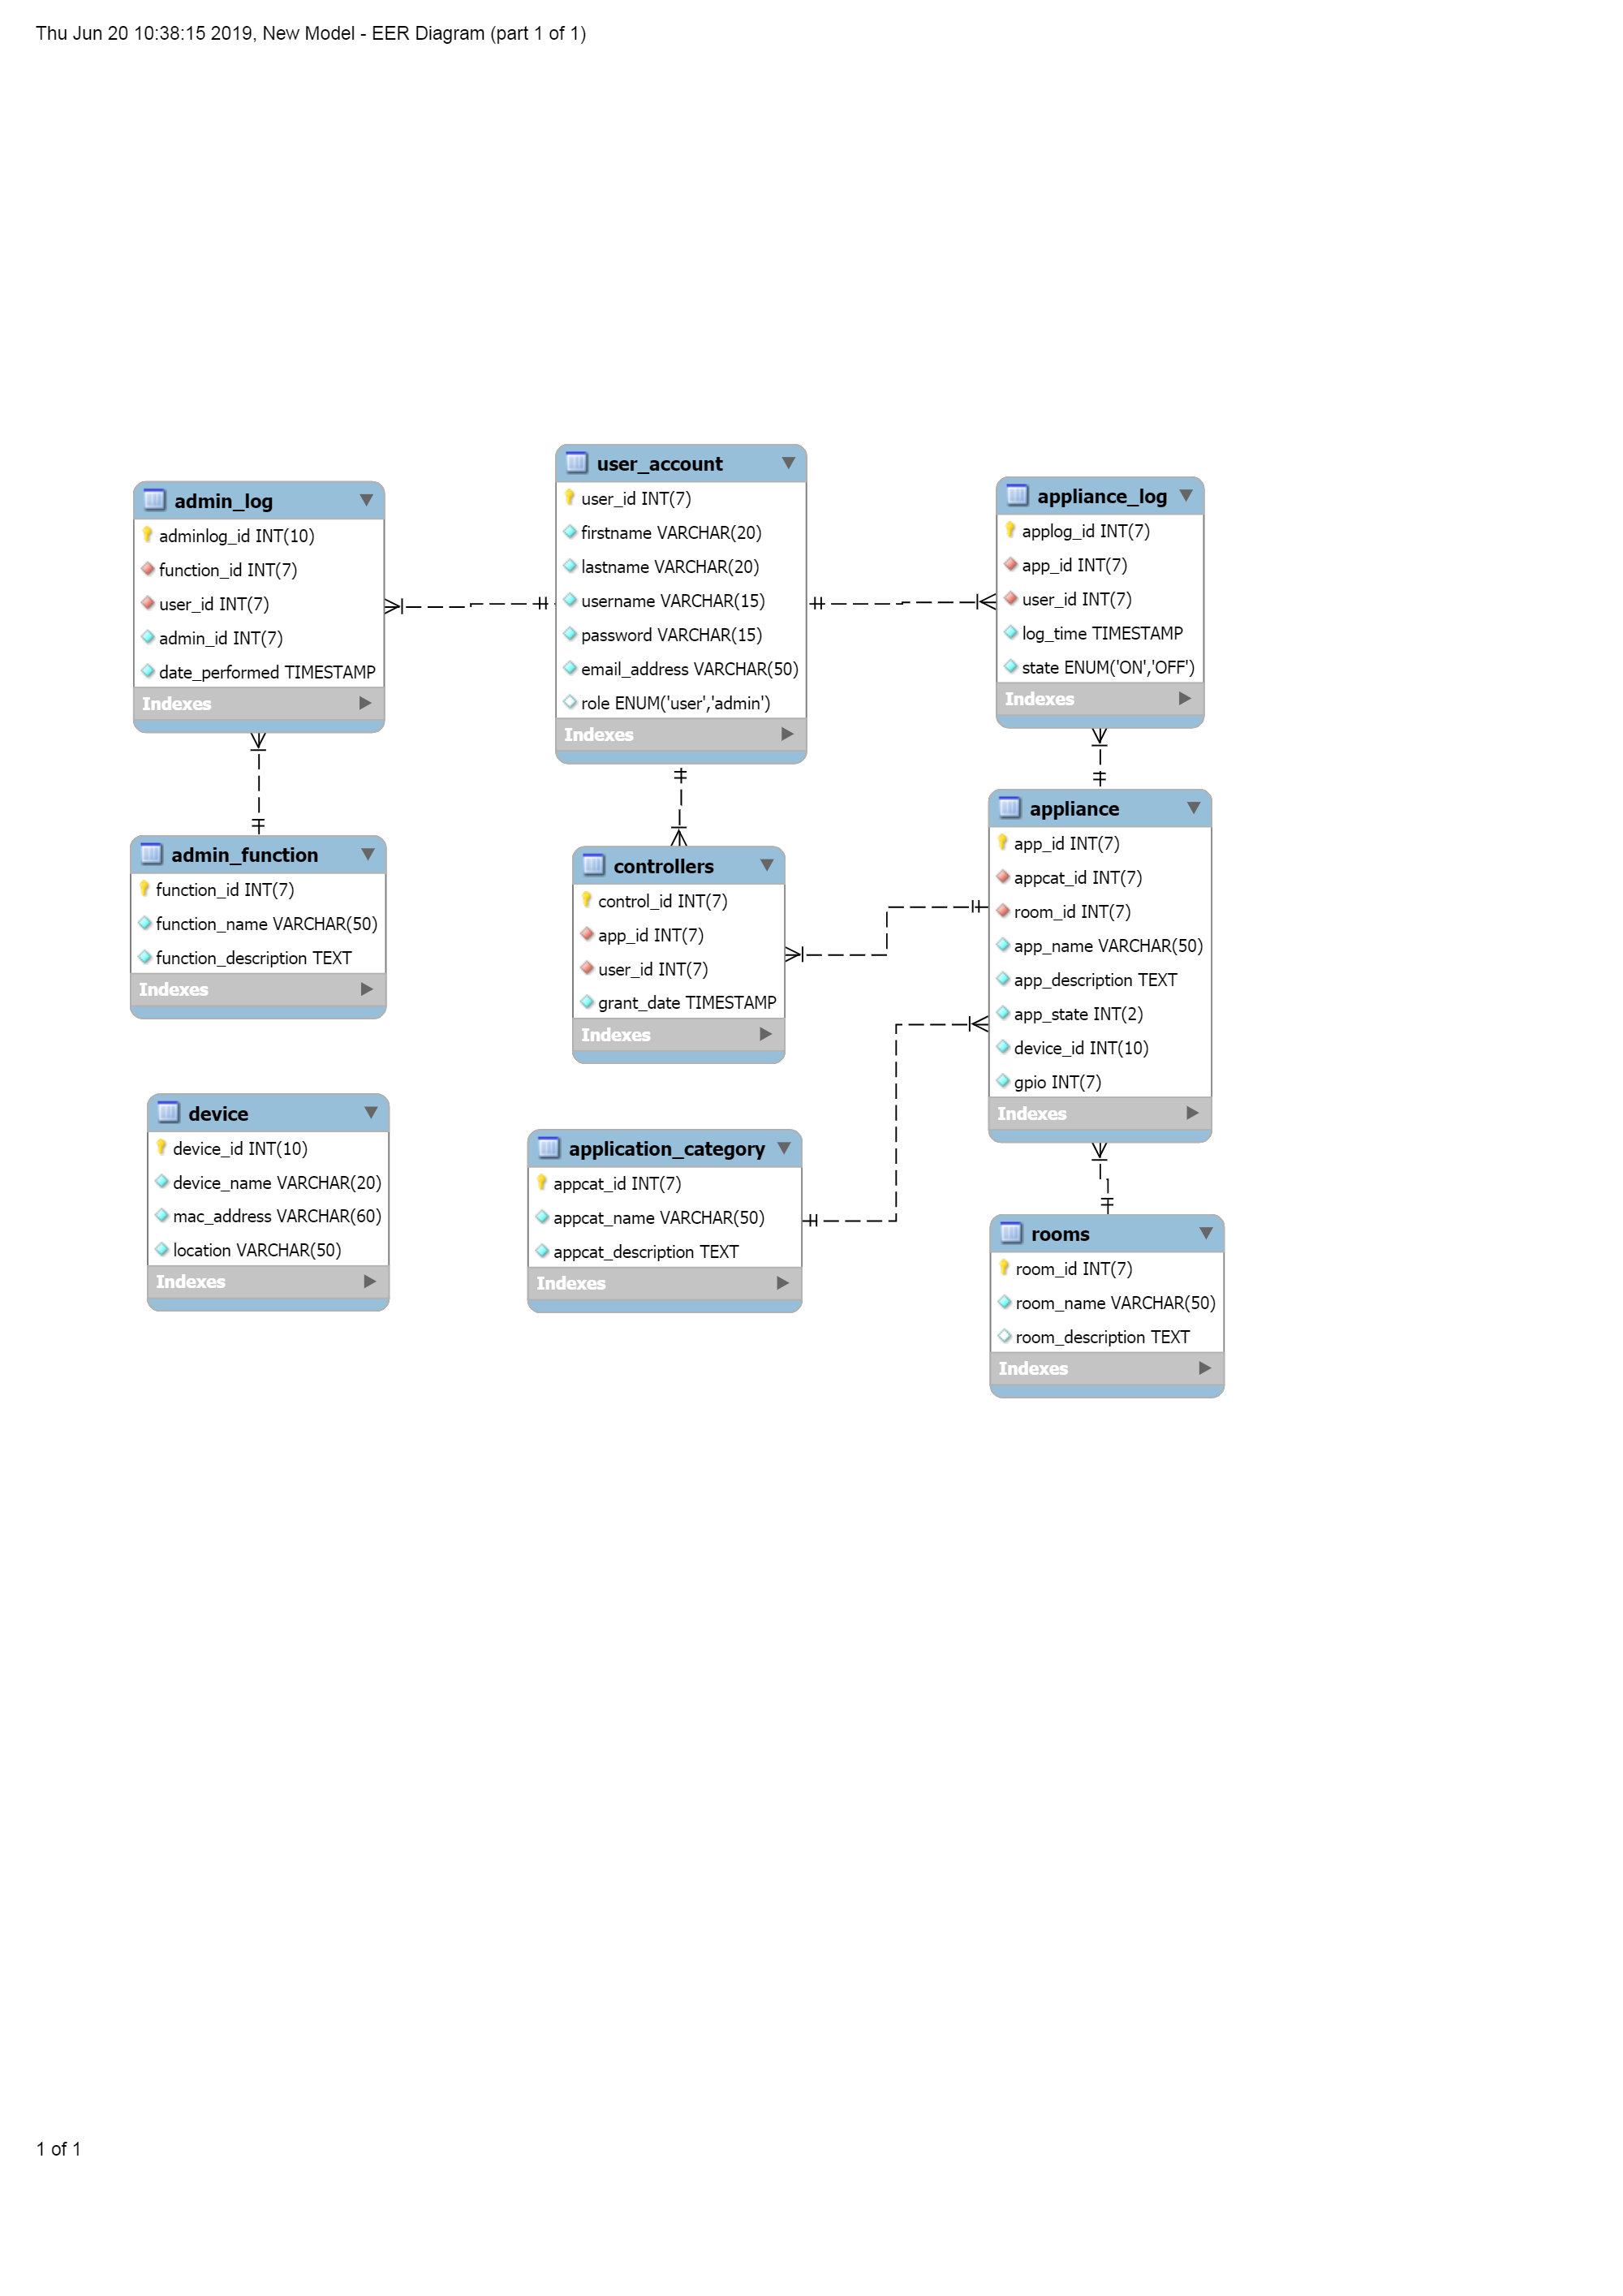 Thu Jun 20 10:38:15 2019, New Model - EER Diagram (part 1 of 1)
admin_log
adminlog_id INT(10)
function_id INT(7)
user_id INT(7)
admin_id INT(7)
date_performed TIMESTAMP
Indexes
user_account
user_id INT(7)
firstname VARCHAR(20)
lastname VARCHAR(20)
username VARCHAR(15)
password VARCHAR(15)
email_address VARCHAR(50)
role ENUM('user','admin')
Indexes
appliance_log
applog_id INT(7)
app_id INT(7)
user_id INT(7)
log_time TIMESTAMP
state ENUM('ON','OFF')
Indexes
admin_function
function_id INT(7)
function_name VARCHAR(50)
function_description TEXT
Indexes
controllers
control_id INT(7)
app_id INT(7)
user_id INT(7)
grant_date TIMESTAMP
Indexes
appliance
app_id INT(7)
appcat_id INT(7)
room_id INT(7)
app_name VARCHAR(50)
app_description TEXT
app_state INT(2)
device_id INT(10)
gpio INT(7)
Indexes
device
device_id INT(10)
device_name VARCHAR(20)
mac_address VARCHAR(60)
location VARCHAR(50)
Indexes
application_category
appcat_id INT(7)
appcat_name VARCHAR(50)
appcat_description TEXT
Indexes
rooms
room_id INT(7)
room_name VARCHAR(50)
room_description TEXT
Indexes
1 of 1